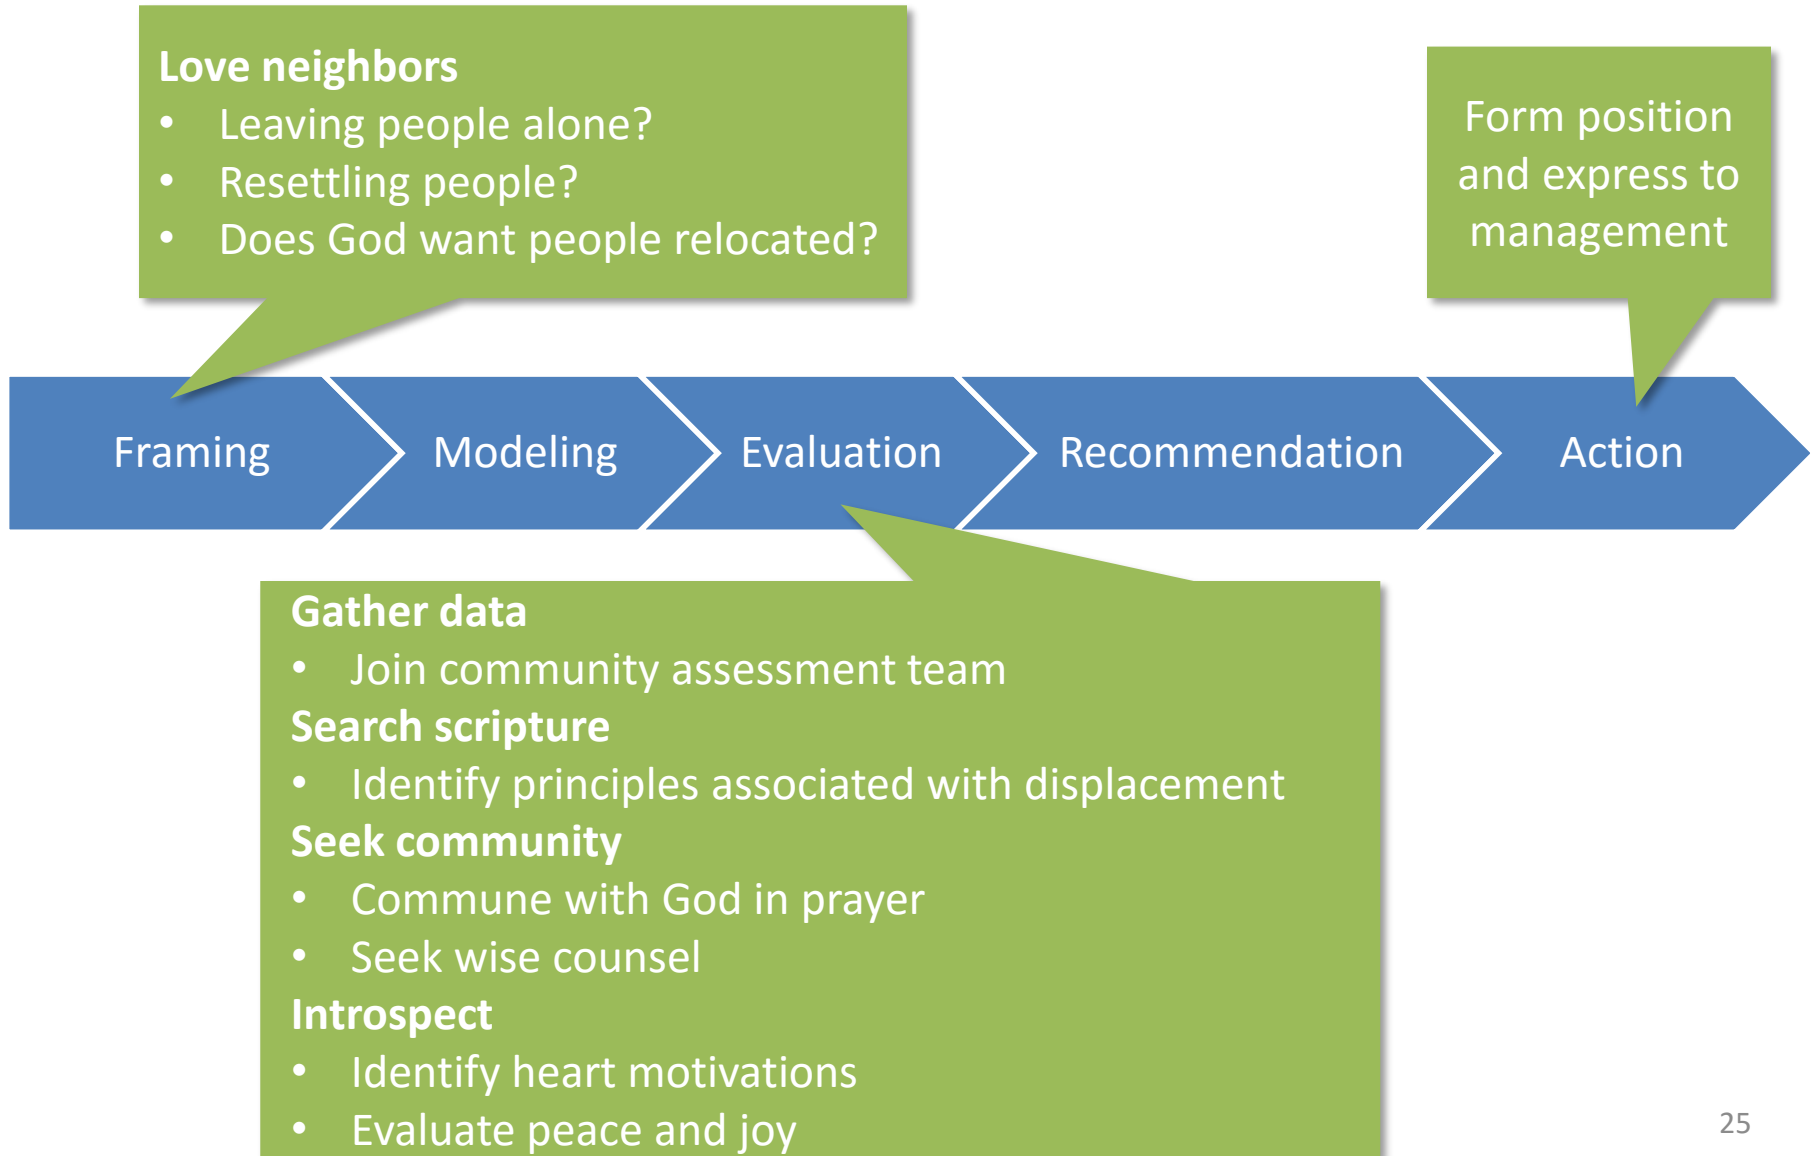 Love neighbors
• Leaving people alone?
• Resettling people?
• Does God want people relocated?
Form position
and express to
management
Framing
Modeling
Evaluation
Recommendation
Action
Gather data
• Join community assessment team
Search scripture
• Identify principles associated with displacement
Seek community
• Commune with God in prayer
• Seek wise counsel
Introspect
• Identify heart motivations
• Evaluate peace and joy
25